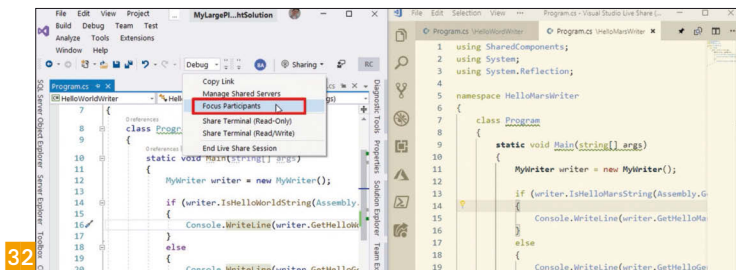 File Edit View Project ... MyLargePl...htSolution
Build Debug Team Test
Analyze Tools Extensions
Window Help
Debug Sharing RC
Copy Link
Manage Shared Servers
Focus Participants
Share Terminal (Read-Only)
Share Terminal (Read/Write)
End Live Share Session
SQL Server Object Explorer
Server Explorer
Toolbox
Diagnostic Tools
Properties
Solution Explorer
Program.cs
HelloWorldWriter
7 {
0 references
8 class Progr
9 {
0 references
10 static void Main(string[] args)
11 {
12 MyWriter writer = new MyWriter();
13
14 if (writer.IsHelloWorldString(Assembly.
15 {
16 Console.WriteLine(writer.GetHelloWo
17 }
18 else
19 {
32
File Edit Selection View ... Program.cs - Visual Studio Live Share (...
Program.cs \HelloWorldWriter Program.cs \HelloMarsWriter
1 using SharedComponents;
2 using System;
3 using System.Reflection;
4
5 namespace HelloMarsWriter
6 {
7 class Program
8 {
9 static void Main(string[] args)
10 {
11 MyWriter writer = new MyWriter();
12
13 if (writer.IsHelloMarsString(Assembly.G
14 {
15 Console.WriteLine(writer.GetHelloMa
16 }
17 else
18 {
19 Console.WriteLine(writer.GetHelloGe